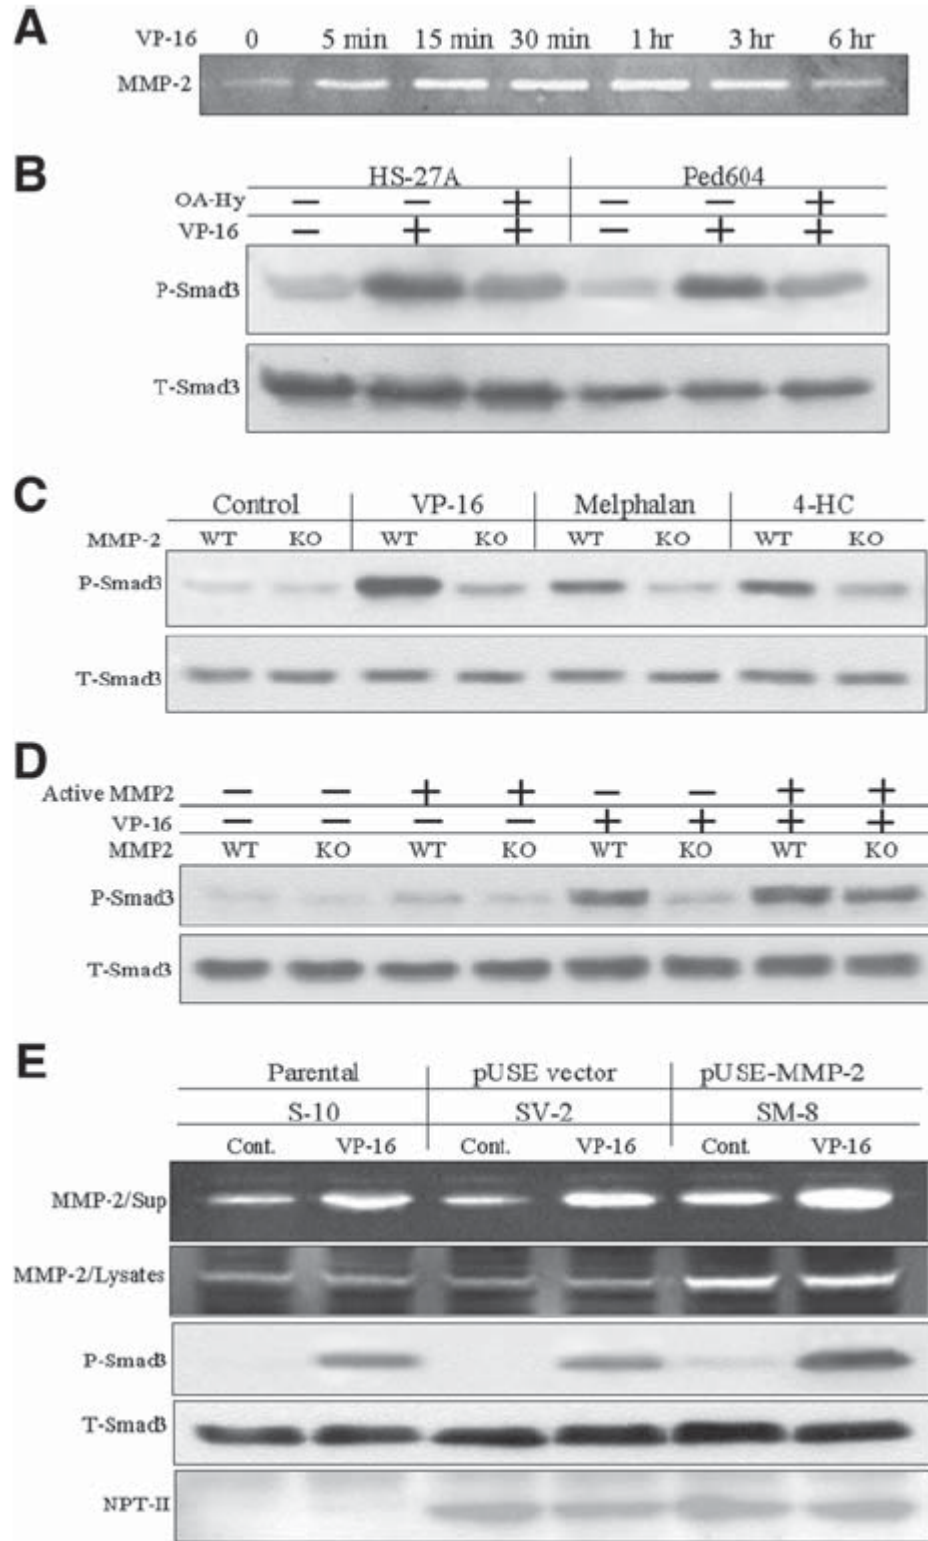 A
VP-16 0 5 min 15 min 30 min 1 hr 3 hr 6 hr
MMP-2
B
HS-27A Ped604
OA-Hy − − + − − +
VP-16 − + + − + +
P-Smad3
T-Smad3
C
Control VP-16 Melphalan 4-HC
MMP-2 WT KO WT KO WT KO WT KO
P-Smad3
T-Smad3
D
Active MMP2 − − + + − − + +
VP-16 − − − − + + + +
MMP2 WT KO WT KO WT KO WT KO
P-Smad3
T-Smad3
E
Parental pUSE vector pUSE-MMP-2
S-10 SV-2 SM-8
Cont. VP-16 Cont. VP-16 Cont. VP-16
MMP-2/Sup
MMP-2/Lysates
P-Smad3
T-Smad3
NPT-II